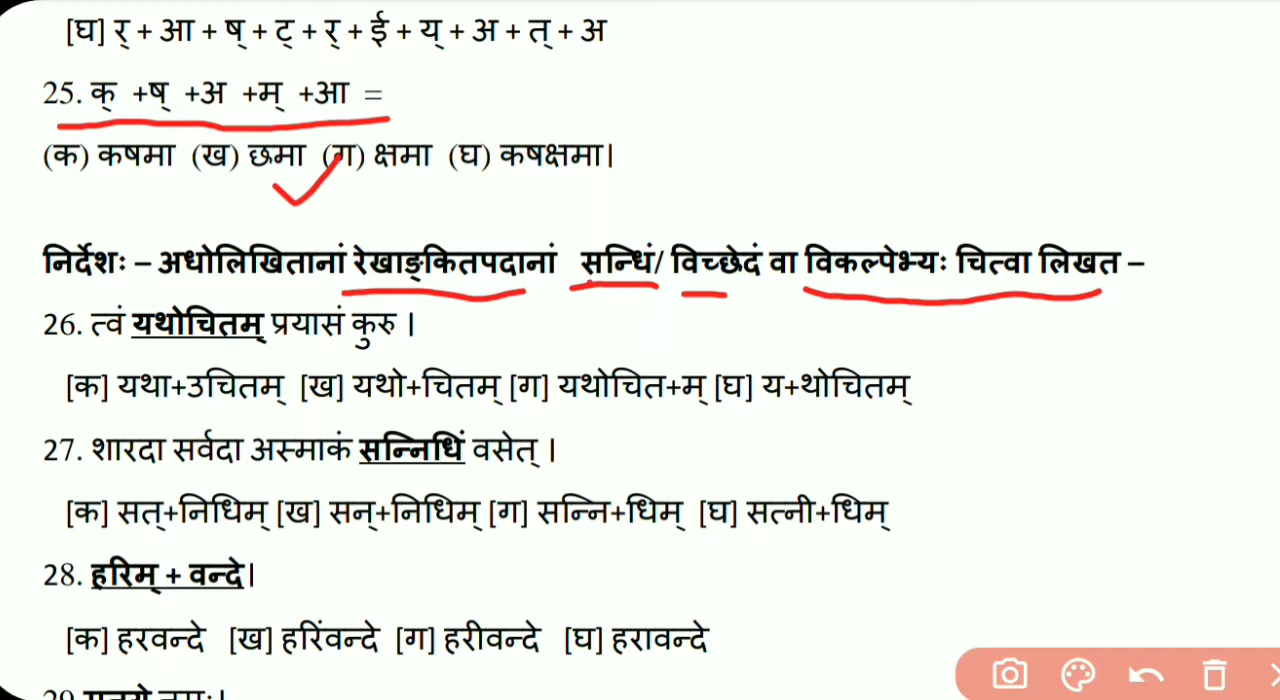 [घ] र् + आ + ष् + ट् + र् + ई + य् + अ + त् + अ
25. क् +ष् +अ +म् +आ =
(क) कषमा (ख) छमा (ग) क्षमा (घ) कषक्षमा।
निर्देशः – अधोलिखितानां रेखाङ्कितपदानां सन्धिं/ विच्छेदं वा विकल्पेभ्यः चित्वा लिखत –
26. त्वं यथोचितम् प्रयासं कुरु ।
[क] यथा+उचितम् [ख] यथो+चितम् [ग] यथोचित+म् [घ] य+थोचितम्
27. शारदा सर्वदा अस्माकं सन्निधिं वसेत् ।
[क] सत्+निधिम् [ख] सन्+निधिम् [ग] सन्नि+धिम् [घ] सत्नी+धिम्
28. हरिम् + वन्दे।
[क] हरवन्दे [ख] हरिंवन्दे [ग] हरीवन्दे [घ] हरावन्दे